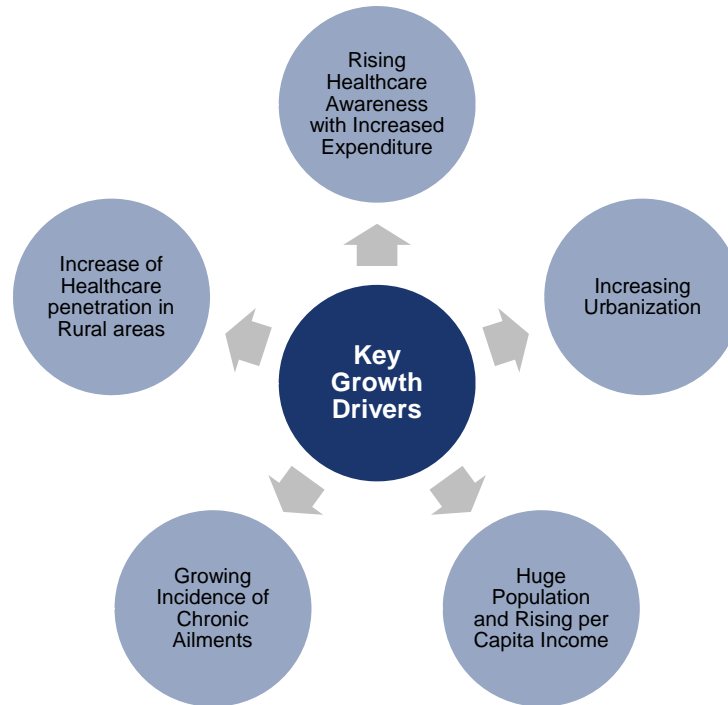 Rising
Healthcare
Awareness
with Increased
Expenditure
Increase of
Healthcare
penetration in
Rural areas
Increasing
Urbanization
Key
Growth
Drivers
Growing
Incidence of
Chronic
Ailments
Huge
Population
and Rising per
Capita Income